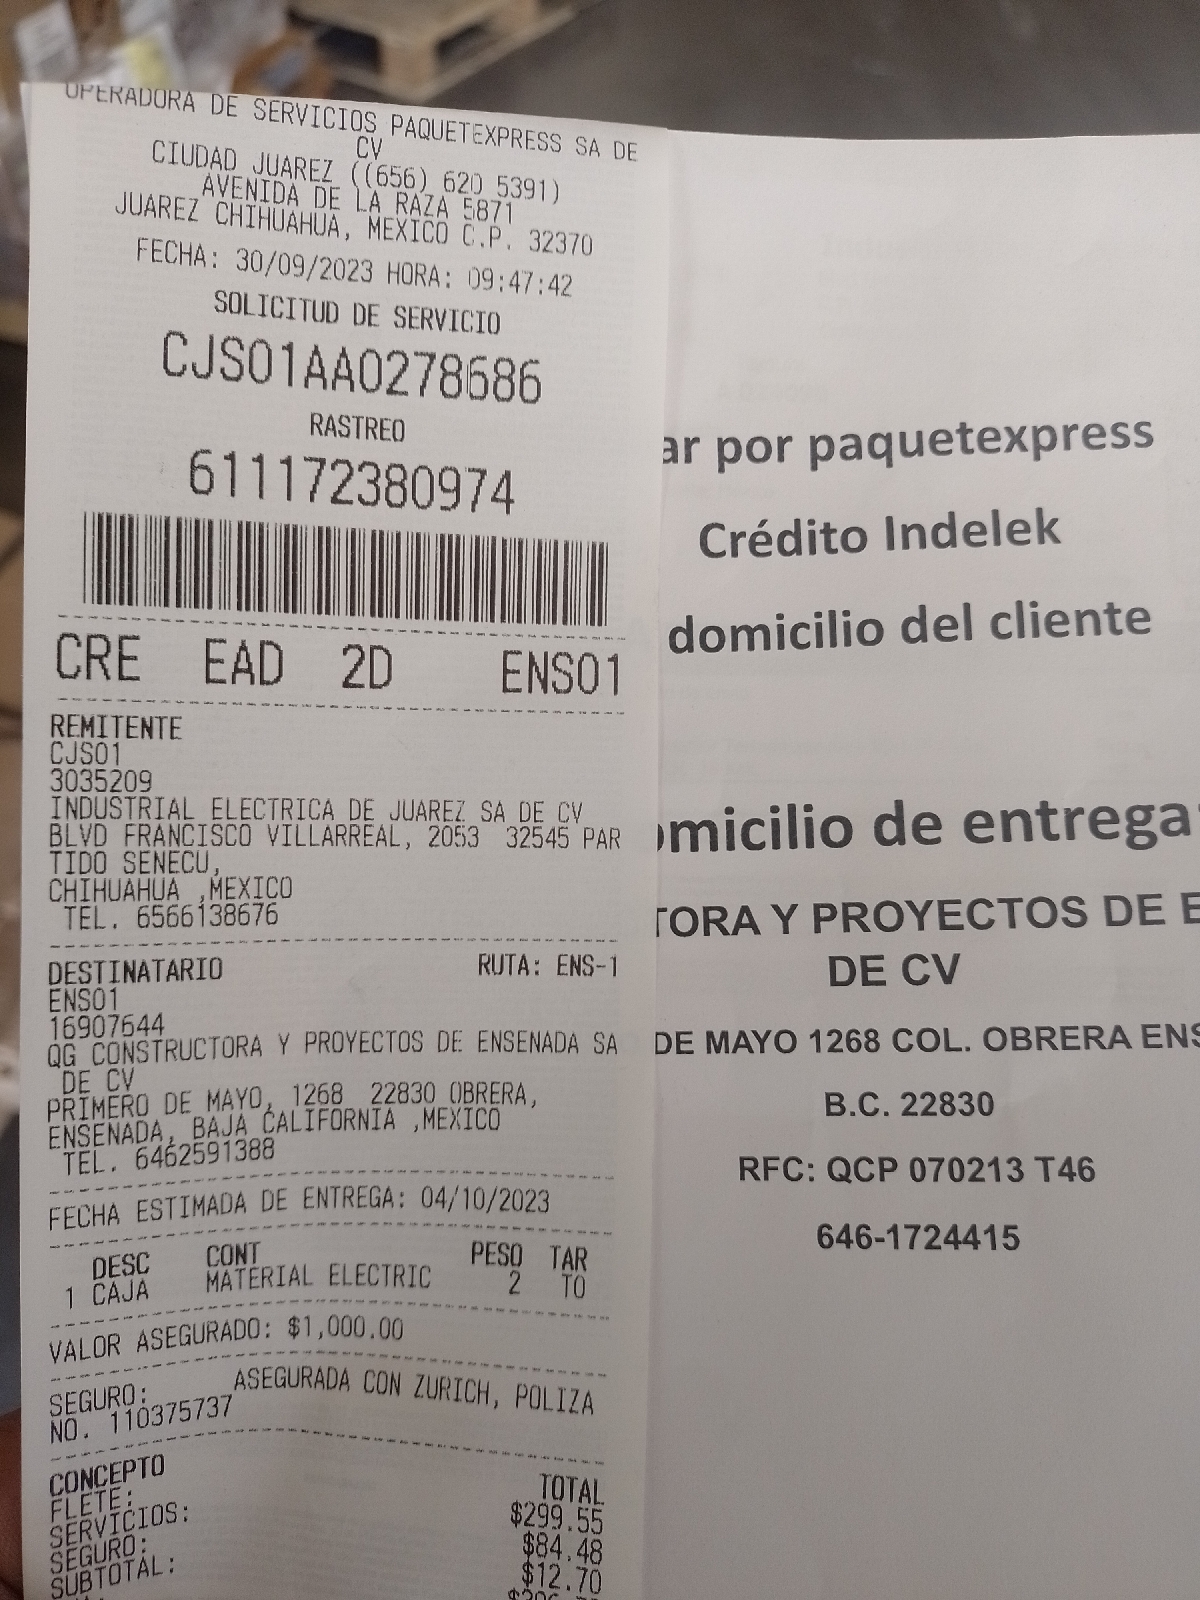 OPERADORA DE SERVICIOS PAQUETEXPRESS SA DE
CV
CIUDAD JUAREZ ((656) 620 5391)
AVENIDA DE LA RAZA 5871
JUAREZ CHIHUAHUA, MEXICO C.P. 32370
FECHA: 30/09/2023 HORA: 09:47:42
SOLICITUD DE SERVICIO
CJS01AA0278686
RASTREO
611172380974
CRE EAD 2D ENS01
REMITENTE
CJS01
3035209
INDUSTRIAL ELECTRICA DE JUAREZ SA DE CV
BLVD FRANCISCO VILLARREAL, 2053 32545 PAR
TIDO SENECU,
CHIHUAHUA ,MEXICO
TEL. 6566138676
DESTINATARIO RUTA: ENS-1
ENS01
16907644
QG CONSTRUCTORA Y PROYECTOS DE ENSENADA SA
DE CV
PRIMERO DE MAYO, 1268 22830 OBRERA,
ENSENADA, BAJA CALIFORNIA ,MEXICO
TEL. 6462591388
FECHA ESTIMADA DE ENTREGA: 04/10/2023
DESC CONT PESO TAR
1 CAJA MATERIAL ELECTRIC 2 TO
VALOR ASEGURADO: $1,000.00
SEGURO: ASEGURADA CON ZURICH, POLIZA
NO. 110375737
CONCEPTO TOTAL
FLETE: $299.55
SERVICIOS: $84.48
SEGURO: $12.70
SUBTOTAL:
ar por paquetexpress
Crédito Indelek
domicilio del cliente
omicilio de entrega
TORA Y PROYECTOS DE E
DE CV
DE MAYO 1268 COL. OBRERA ENS
B.C. 22830
RFC: QCP 070213 T46
646-1724415